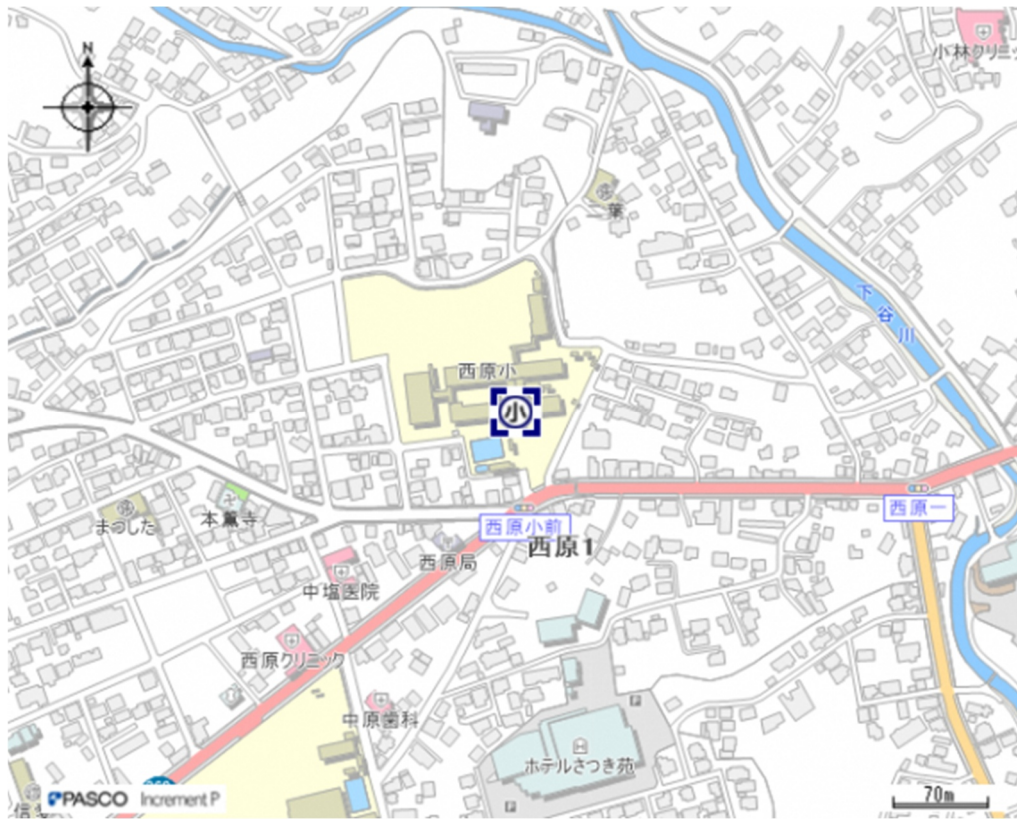 N
小林クリニッ
二葉
下谷川
西原小
小
まつした
本薫寺
西原小前
西原一
西原1
西原局
中塩医院
西原クリニック
中原歯科
P
ホテルさつき苑
P
PASCO Increment P
70m